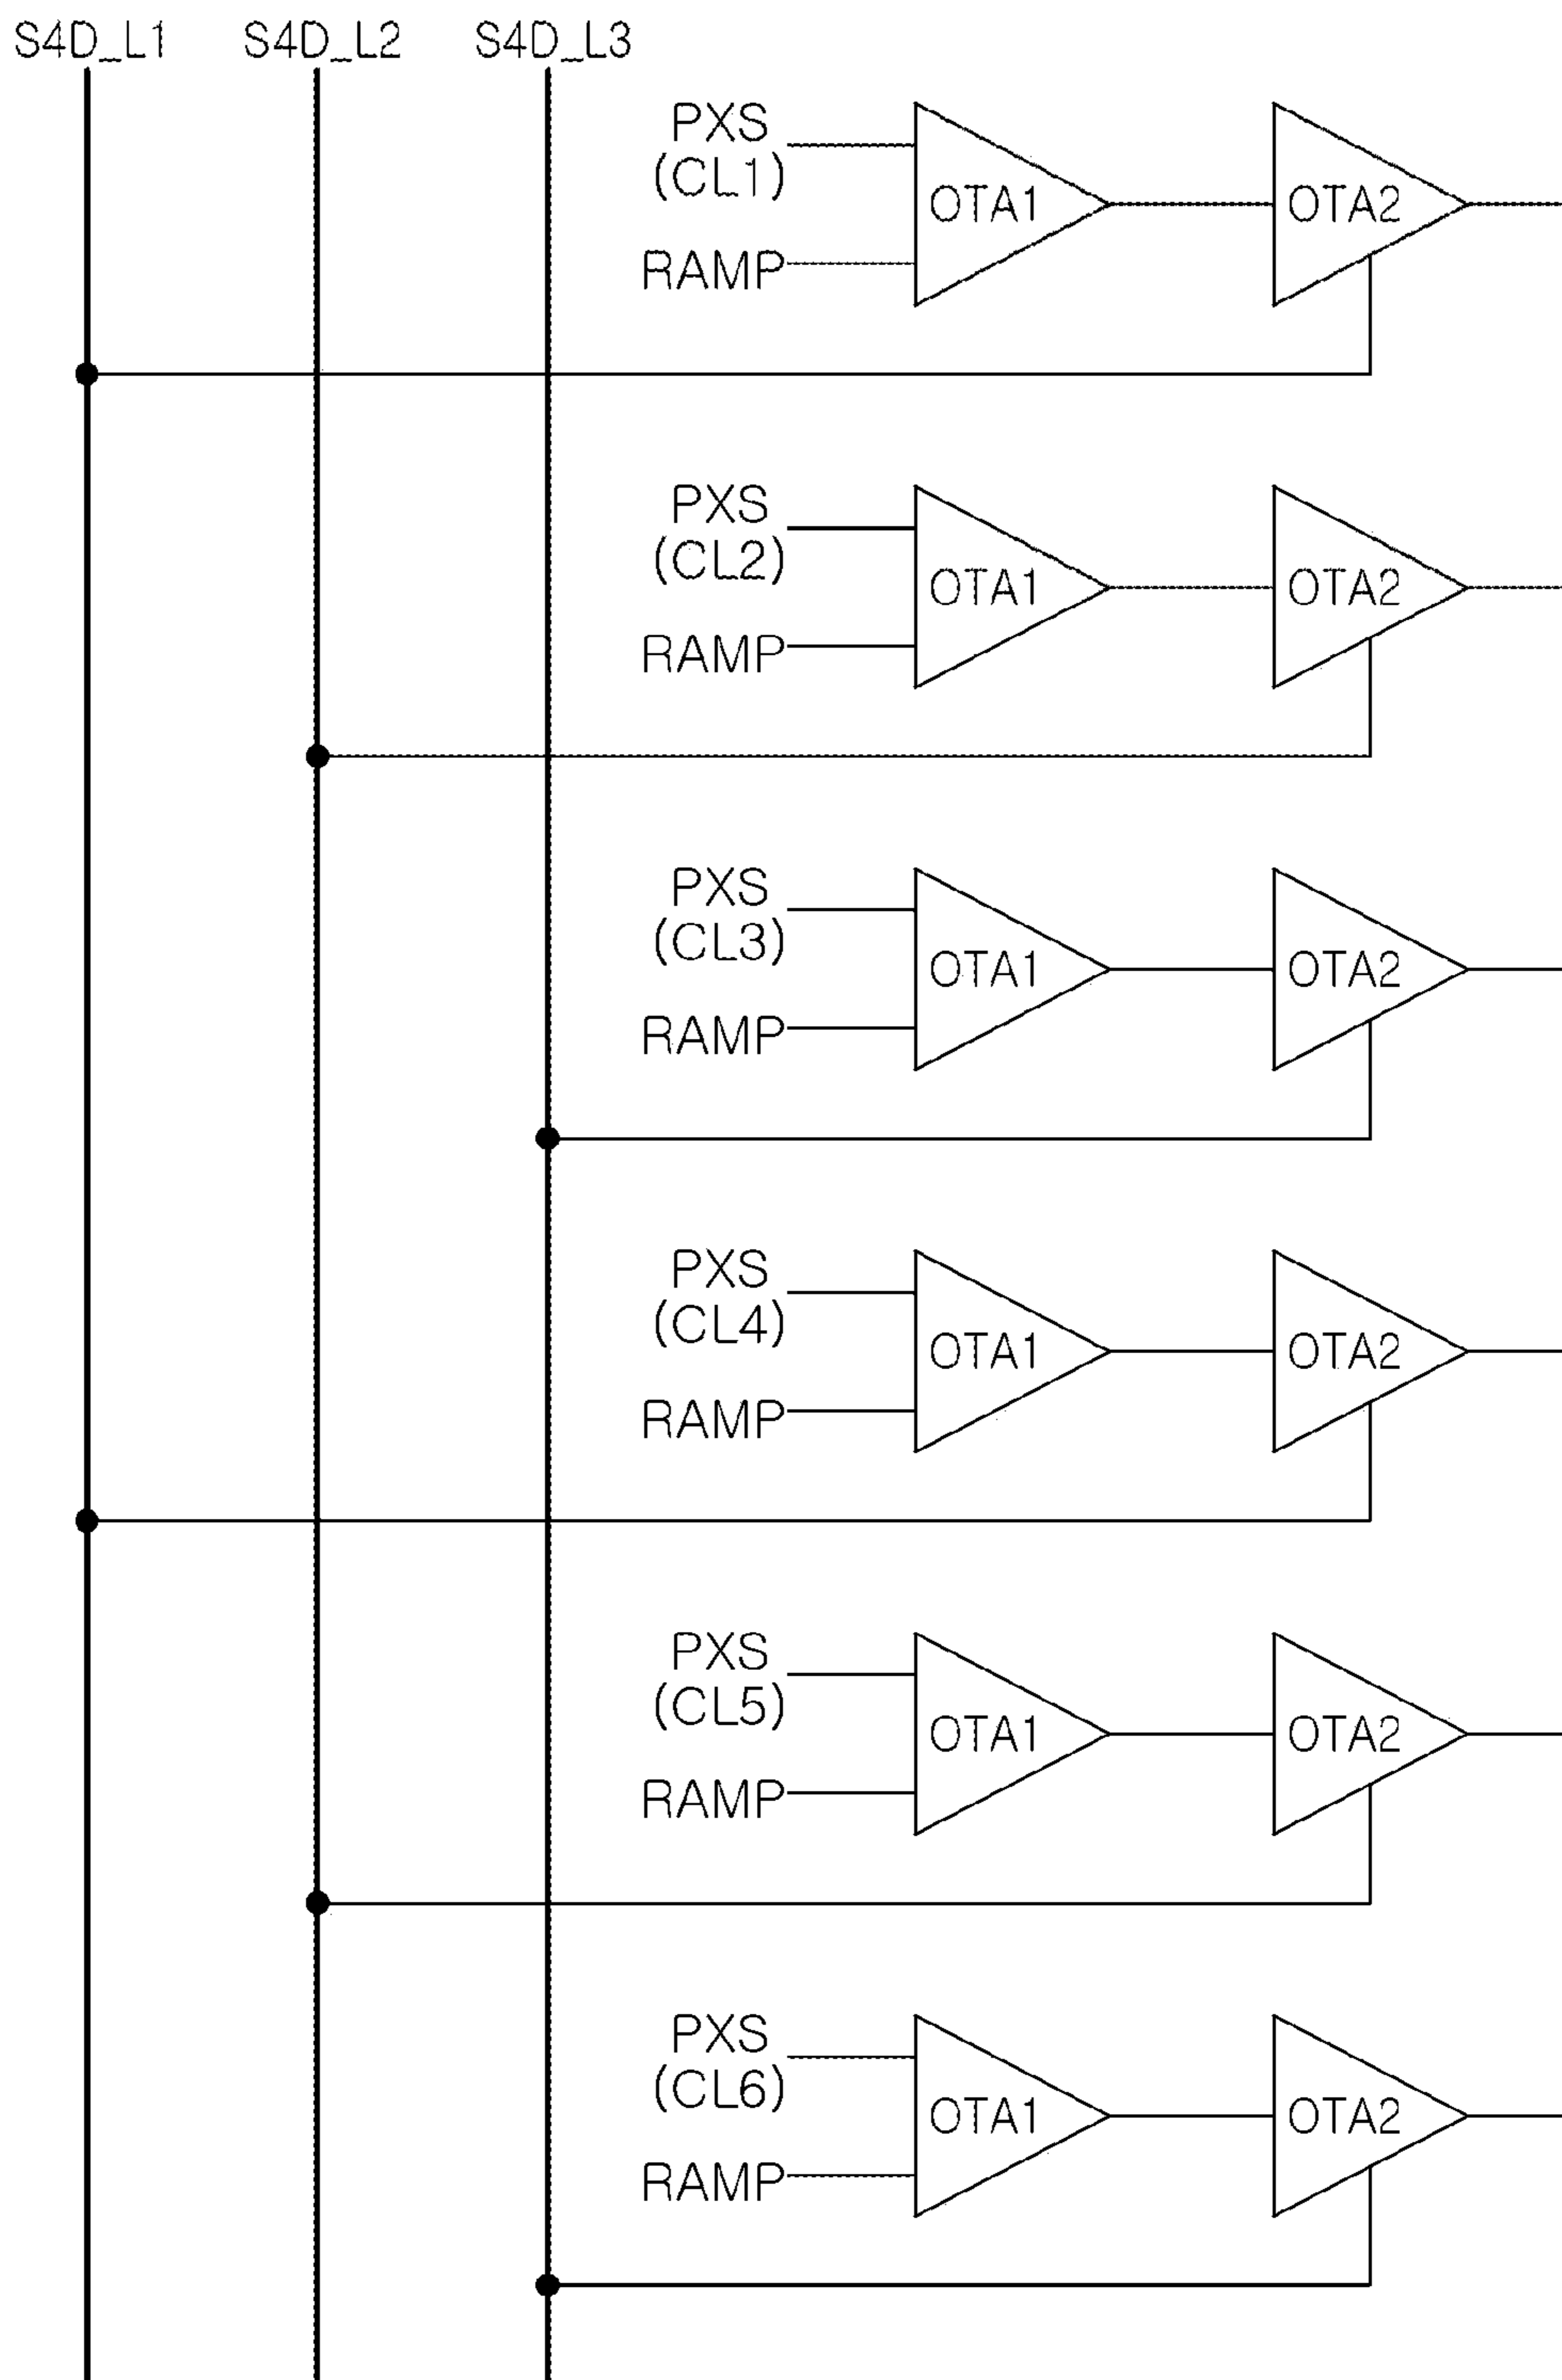 S4D_L1 S4D_L2 S4D_L3
PXS
(CL1)
RAMP
OTA1
OTA2
PXS
(CL2)
RAMP
OTA1
OTA2
PXS
(CL3)
RAMP
OTA1
OTA2
PXS
(CL4)
RAMP
OTA1
OTA2
PXS
(CL5)
RAMP
OTA1
OTA2
PXS
(CL6)
RAMP
OTA1
OTA2